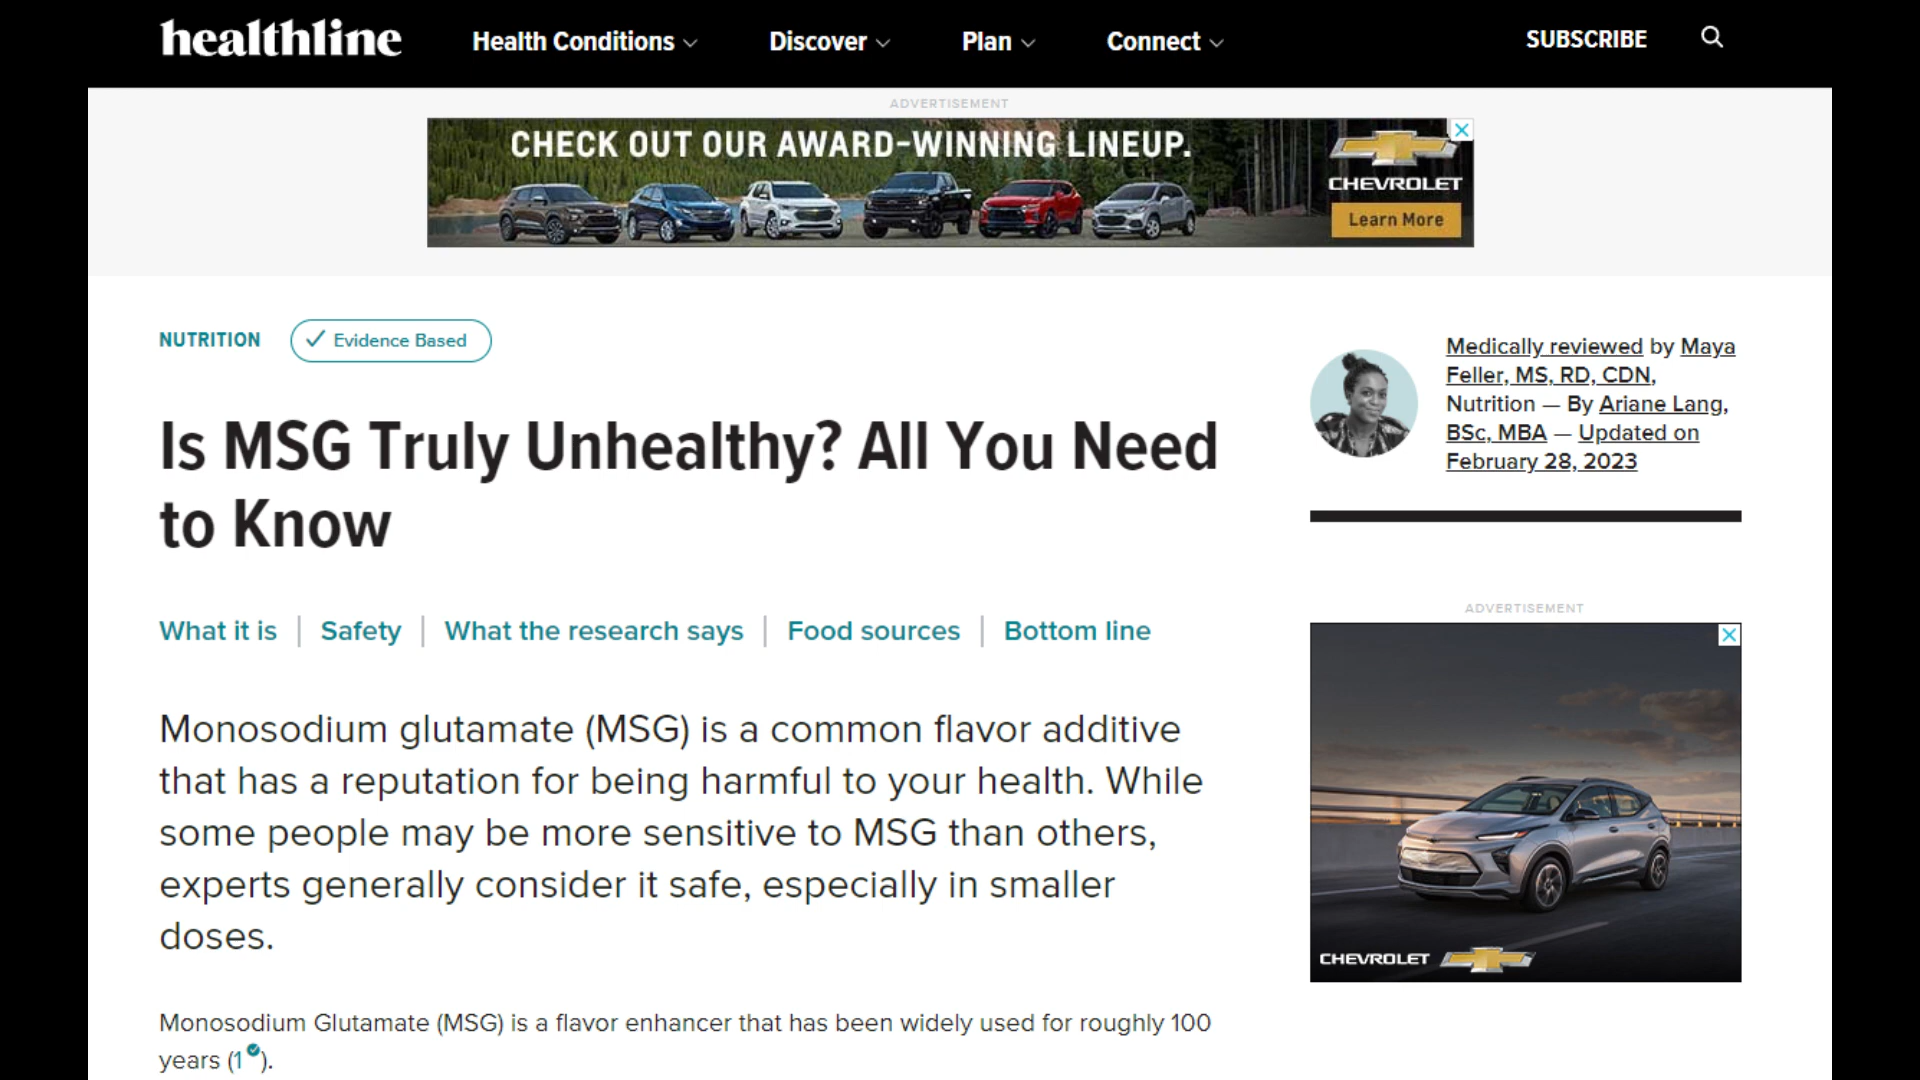 healthline
Health Conditions
Discover
Plan
Connect
SUBSCRIBE
ADVERTISEMENT
CHECK OUT OUR AWARD-WINNING LINEUP.
CHEVROLET
Learn More
NUTRITION
Evidence Based
Is MSG Truly Unhealthy? All You Need
to Know
Medically reviewed by Maya
Feller, MS, RD, CDN,
Nutrition — By Ariane Lang,
BSc, MBA — Updated on
February 28, 2023
What it is | Safety | What the research says | Food sources | Bottom line
Monosodium glutamate (MSG) is a common flavor additive
that has a reputation for being harmful to your health. While
some people may be more sensitive to MSG than others,
experts generally consider it safe, especially in smaller
doses.
Monosodium Glutamate (MSG) is a flavor enhancer that has been widely used for roughly 100
years (1).
ADVERTISEMENT
CHEVROLET